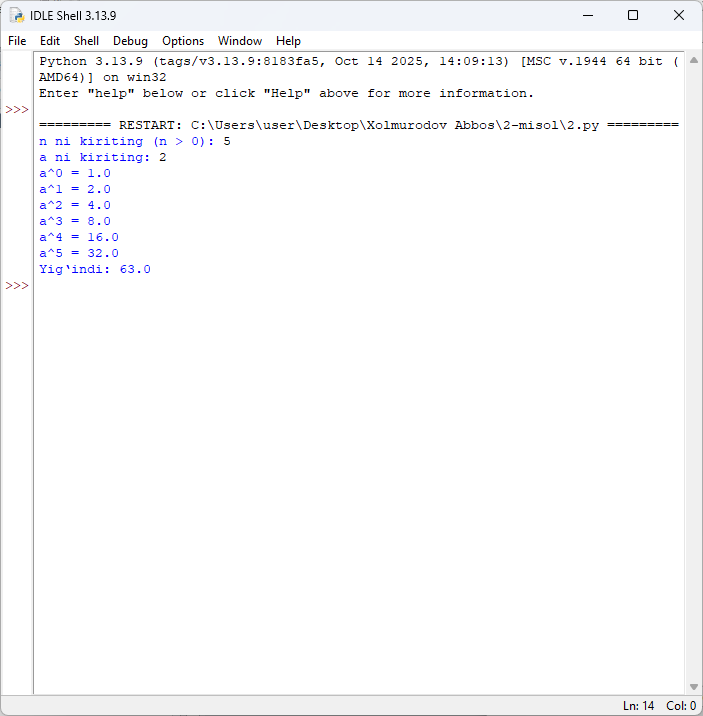 IDLE Shell 3.13.9
File Edit Shell Debug Options Window Help
Python 3.13.9 (tags/v3.13.9:8183fa5, Oct 14 2025, 14:09:13) [MSC v.1944 64 bit (
AMD64)] on win32
Enter "help" below or click "Help" above for more information.
>>>
========= RESTART: C:\Users\user\Desktop\Xolmurodov Abbos\2-misol\2.py =========
n ni kiriting (n > 0): 5
a ni kiriting: 2
a^0 = 1.0
a^1 = 2.0
a^2 = 4.0
a^3 = 8.0
a^4 = 16.0
a^5 = 32.0
Yig‘indi: 63.0
>>>
Ln: 14 Col: 0